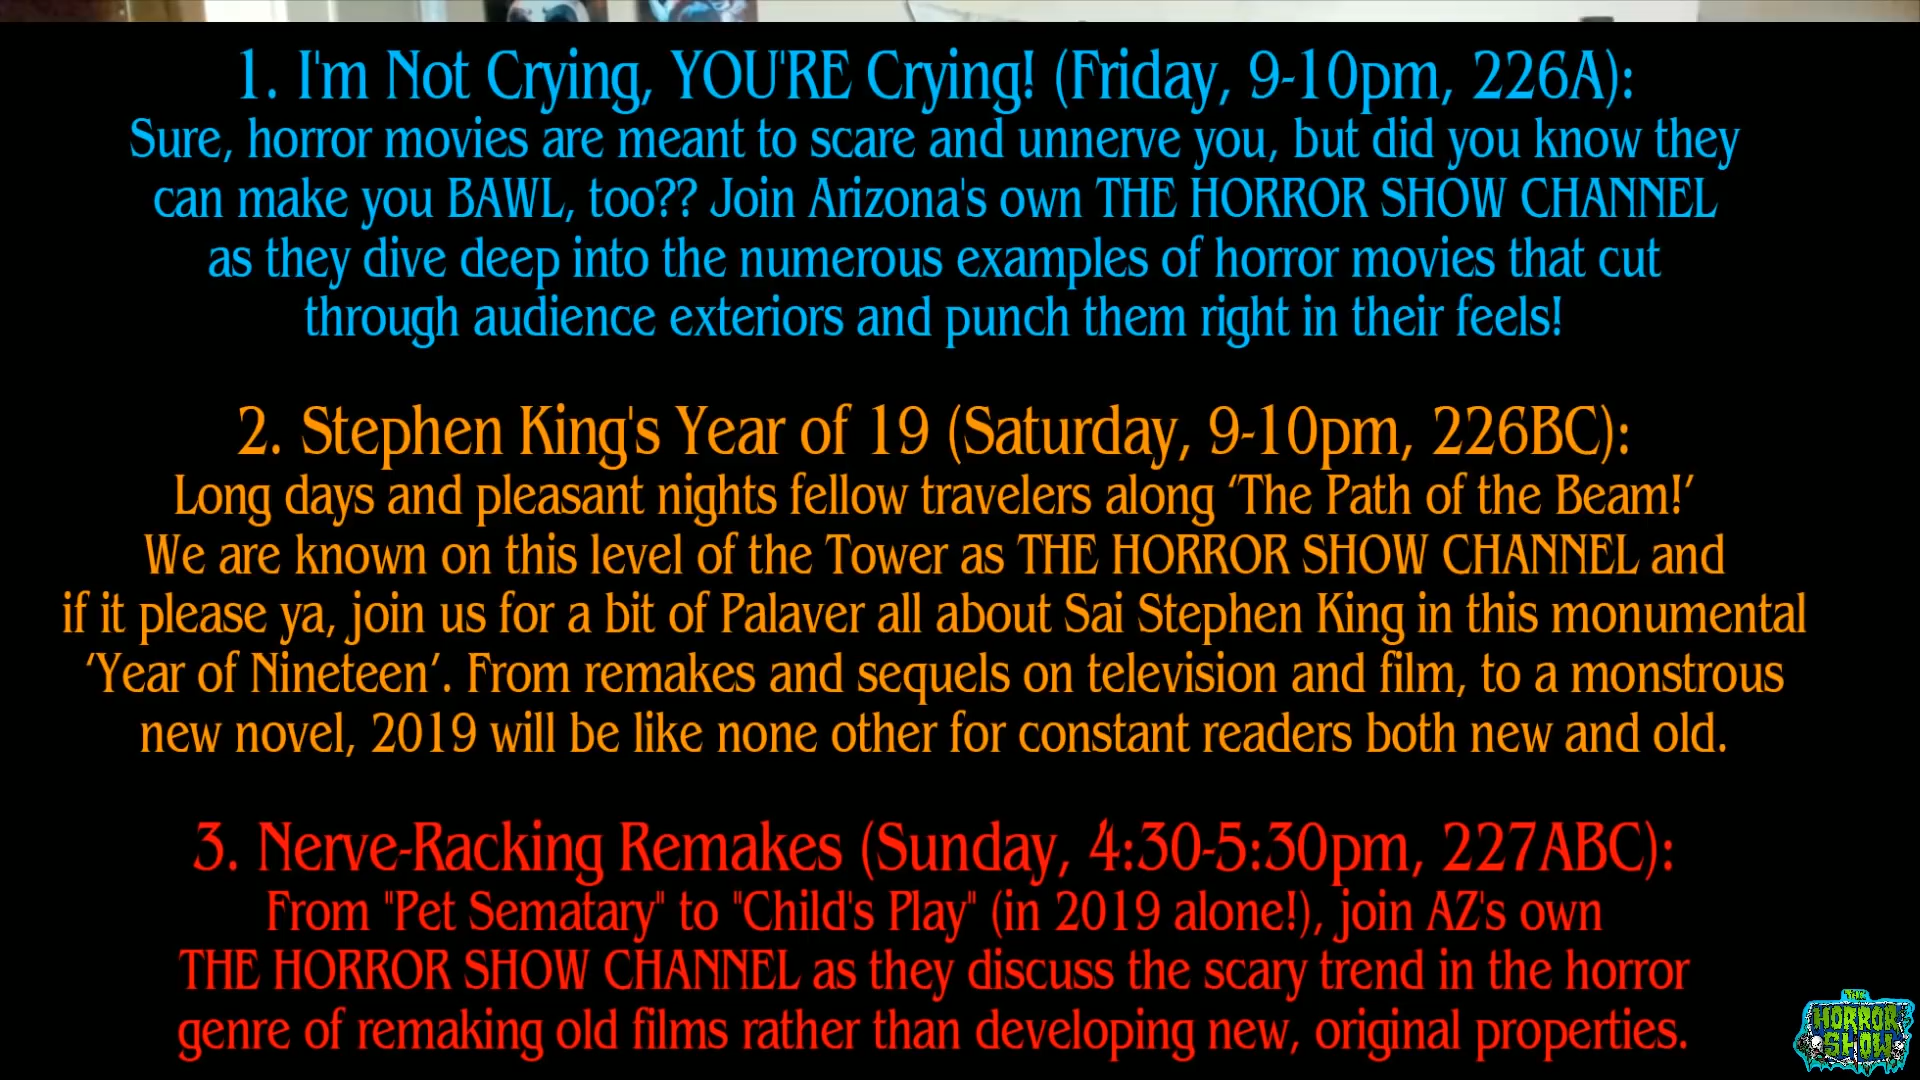 1. I'm Not Crying, YOU'RE Crying! (Friday, 9-10pm, 226A):
Sure, horror movies are meant to scare and unnerve you, but did you know they
can make you BAWL, too?? Join Arizona's own THE HORROR SHOW CHANNEL
as they dive deep into the numerous examples of horror movies that cut
through audience exteriors and punch them right in their feels!
2. Stephen King's Year of 19 (Saturday, 9-10pm, 226BC):
Long days and pleasant nights fellow travelers along ‘The Path of the Beam!’
We are known on this level of the Tower as THE HORROR SHOW CHANNEL and
if it please ya, join us for a bit of Palaver all about Sai Stephen King in this monumental
‘Year of Nineteen’. From remakes and sequels on television and film, to a monstrous
new novel, 2019 will be like none other for constant readers both new and old.
3. Nerve-Racking Remakes (Sunday, 4:30-5:30pm, 227ABC):
From "Pet Sematary" to "Child's Play" (in 2019 alone!), join AZ's own
THE HORROR SHOW CHANNEL as they discuss the scary trend in the horror
genre of remaking old films rather than developing new, original properties.
THE
HORROR
SHOW